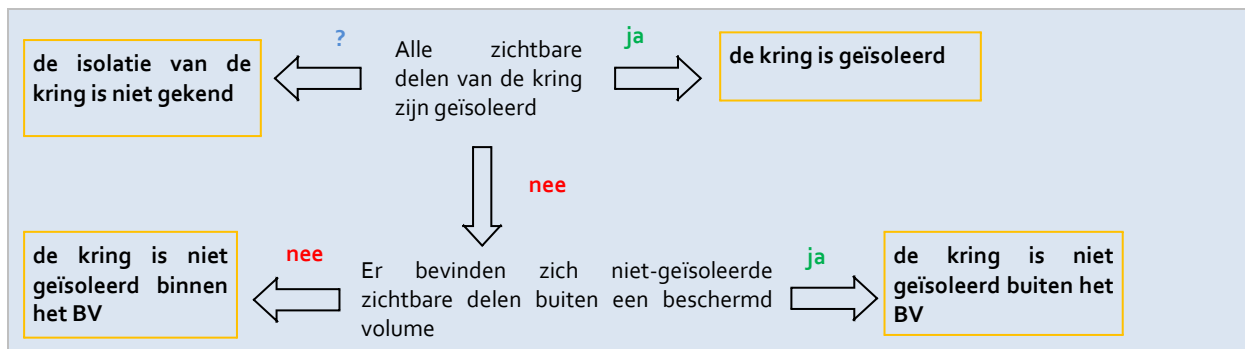 ?
ja
de isolatie van de
kring is niet gekend
Alle zichtbare
delen van de kring
zijn geïsoleerd
de kring is geïsoleerd
nee
de kring is niet
geïsoleerd binnen
het BV
nee
Er bevinden zich niet-geïsoleerde
zichtbare delen buiten een beschermd
volume
ja
de kring is niet
geïsoleerd buiten het
BV